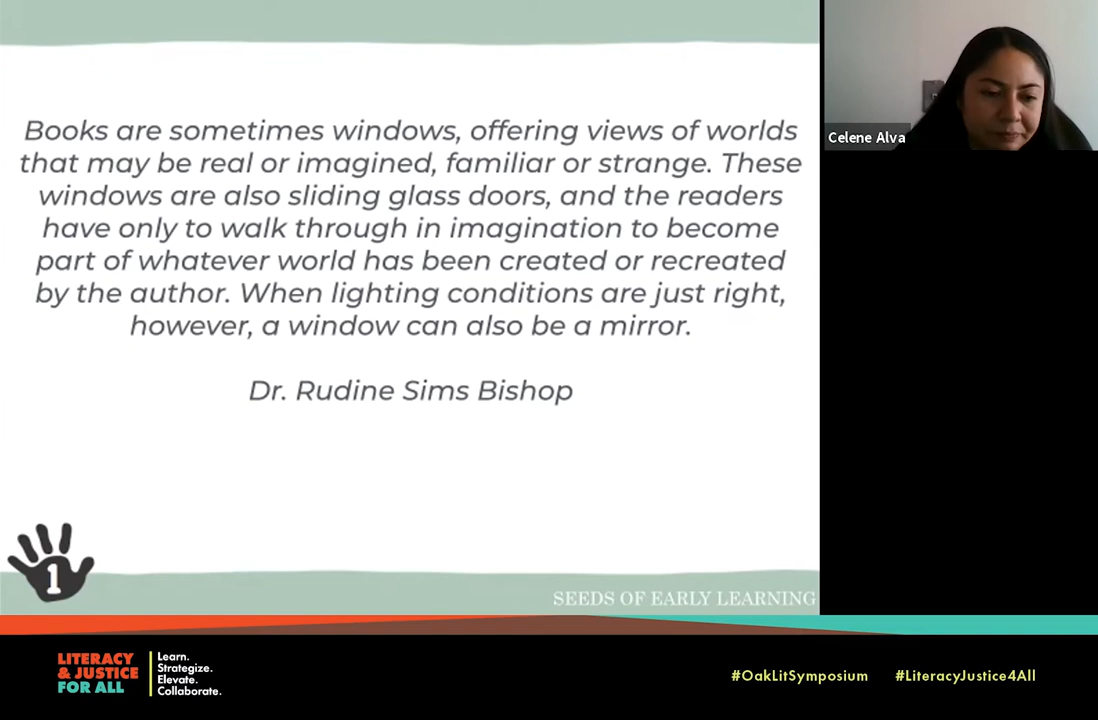 Books are sometimes windows, offering views of worlds
that may be real or imagined, familiar or strange. These
windows are also sliding glass doors, and the readers
have only to walk through in imagination to become
part of whatever world has been created or recreated
by the author. When lighting conditions are just right,
however, a window can also be a mirror.
Dr. Rudine Sims Bishop
Celene Alva
1
SEEDS OF EARLY LEARNING
LITERACY
& JUSTICE
FOR ALL
Learn.
Strategize.
Elevate.
Collaborate.
#OakLitSymposium #LiteracyJustice4All